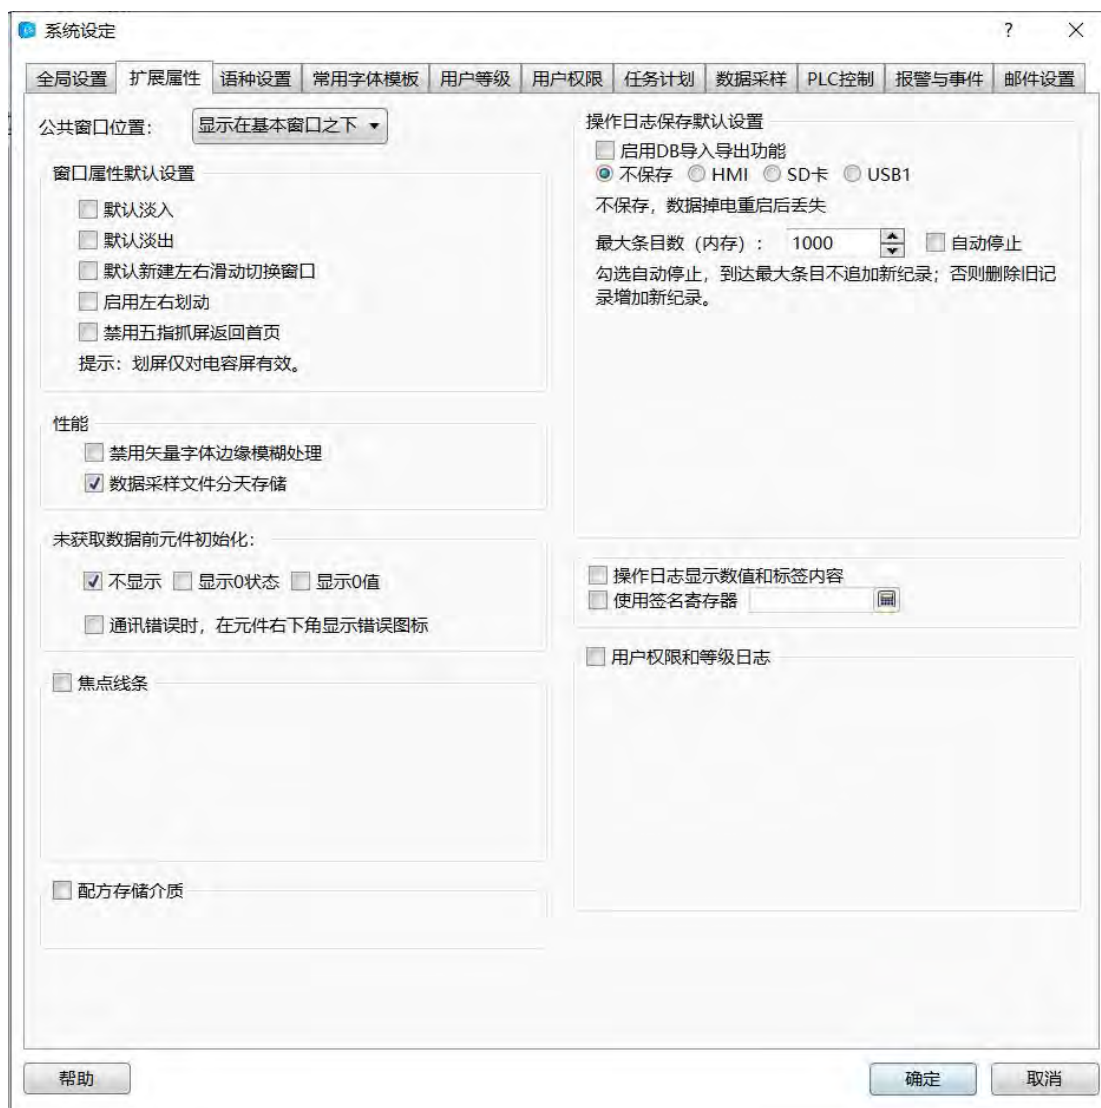 系统设定
?
全局设置 扩展属性 语种设置 常用字体模板 用户等级 用户权限 任务计划 数据采样 PLC控制 报警与事件 邮件设置
公共窗口位置: 显示在基本窗口之下
窗口属性默认设置
默认淡入
默认淡出
默认新建左右滑动切换窗口
启用左右划动
禁用五指抓屏返回首页
提示：划屏仅对电容屏有效。
性能
禁用矢量字体边缘模糊处理
数据采样文件分天存储
未获取数据前元件初始化:
不显示 显示0状态 显示0值
通讯错误时，在元件右下角显示错误图标
焦点线条
配方存储介质
操作日志保存默认设置
启用DB导入导出功能
不保存 HMI SD卡 USB1
不保存，数据掉电重启后丢失
最大条目数（内存）: 1000 自动停止
勾选自动停止，到达最大条目不追加新纪录；否则删除旧记
录增加新纪录。
操作日志显示数值和标签内容
使用签名寄存器
用户权限和等级日志
帮助 确定 取消